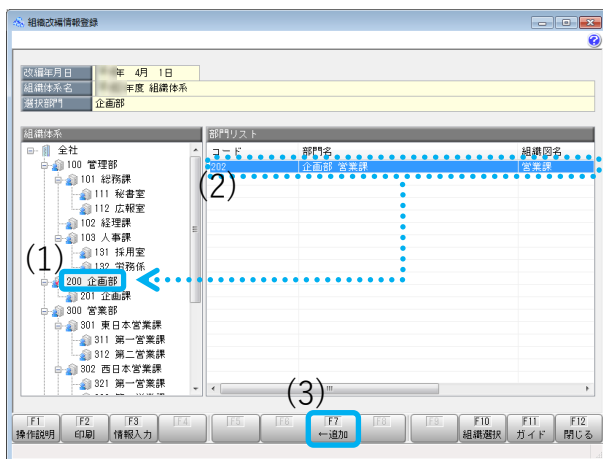 組織改編情報登録
改編年月日 年 4月 1日
組織体系名 年度 組織体系
選択部門 企画部
組織体系
全社
100 管理部
101 総務課
111 秘書室
112 広報室
102 経理課
103 人事課
131 採用室
132 労務係
200 企画部
201 企画課
300 営業部
301 東日本営業課
311 第一営業課
312 第二営業課
302 西日本営業課
321 第一営業課
部門リスト
コード 部門名 組織図名
202 企画部 営業課 営業課
(1)
(2)
(3)
F1 操作説明
F2 印刷
F3 情報入力
F4
F5
F6
F7 ←追加
F8
F9
F10 組織選択
F11 ガイド
F12 閉じる